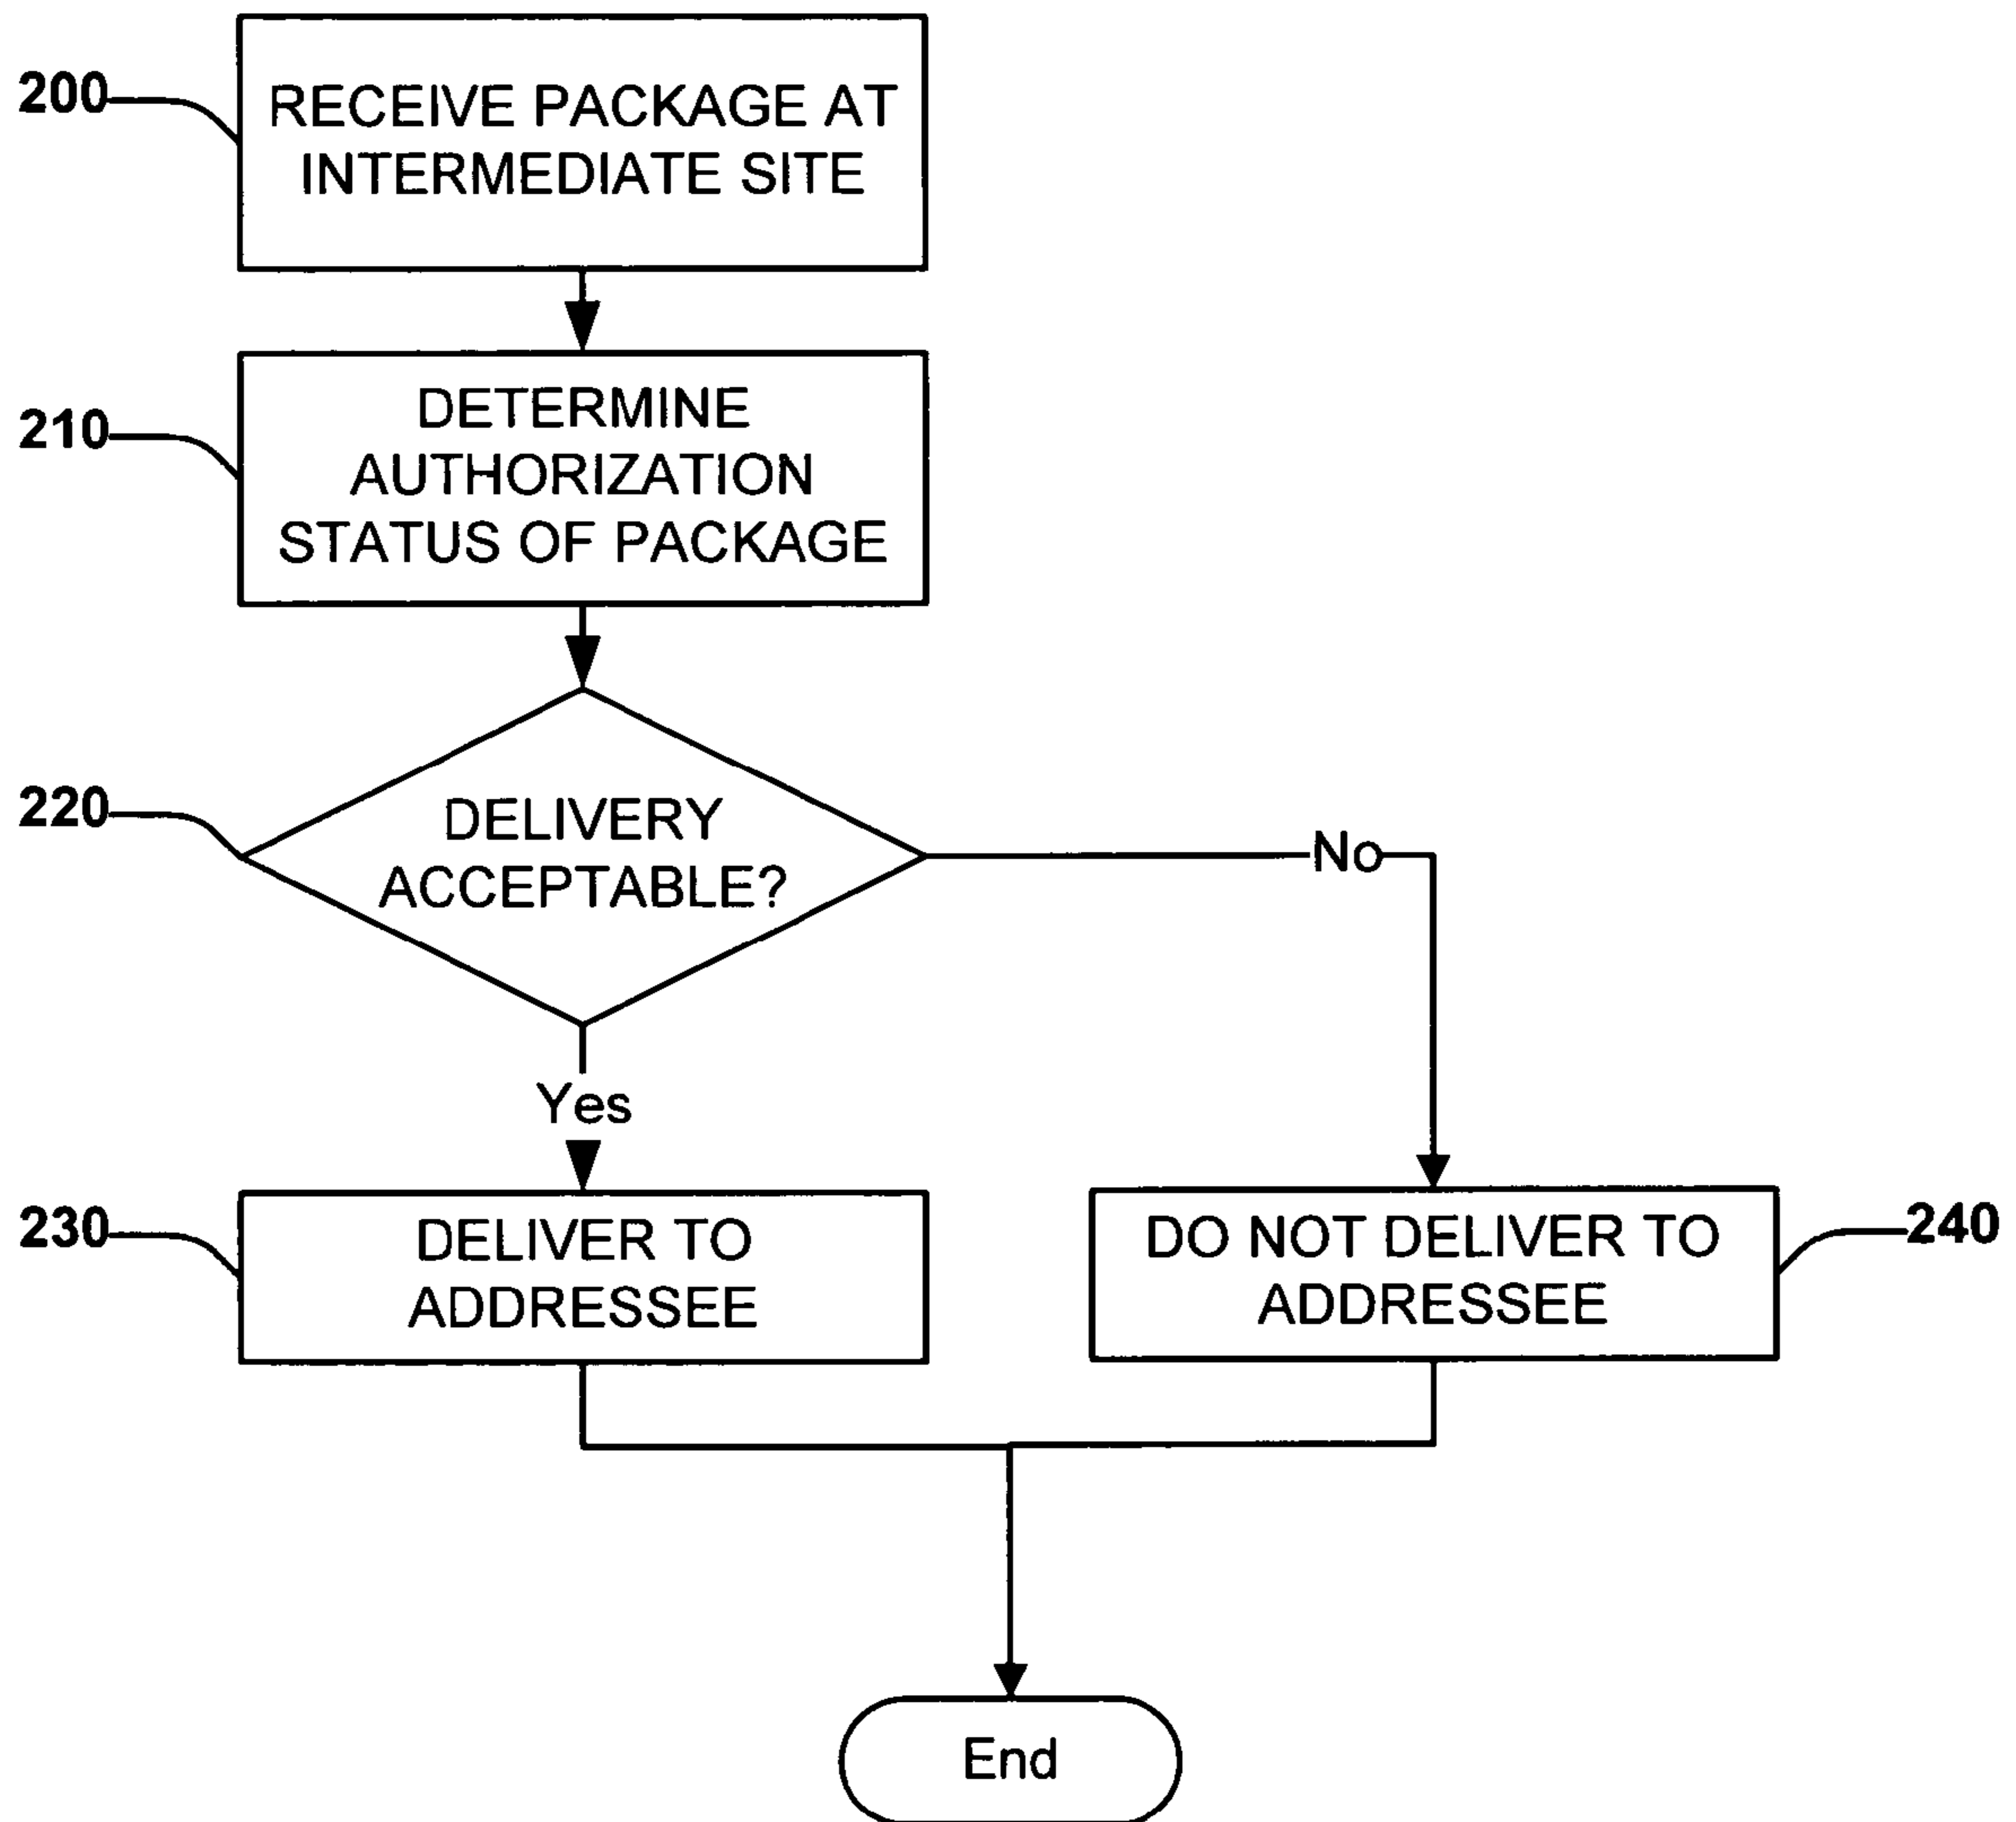 200
RECEIVE PACKAGE AT
INTERMEDIATE SITE
210
DETERMINE
AUTHORIZATION
STATUS OF PACKAGE
220
DELIVERY
ACCEPTABLE?
No
Yes
230
DELIVER TO
ADDRESSEE
DO NOT DELIVER TO
ADDRESSEE
240
End